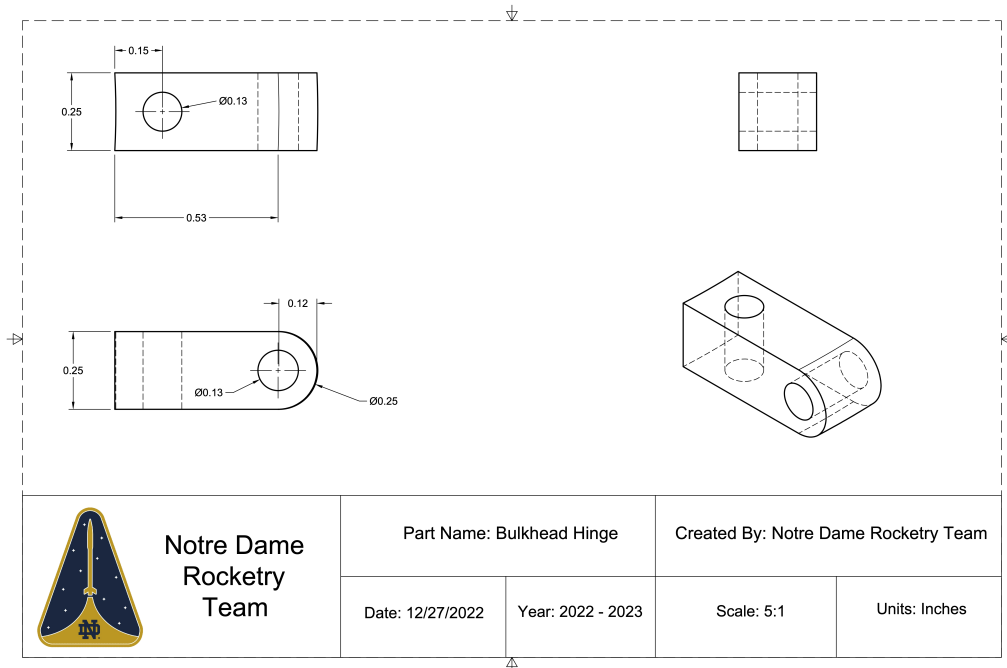 0.15
Ø0.13
0.25
0.53
0.12
0.25
Ø0.13
Ø0.25
Notre Dame
Rocketry
Team
Part Name: Bulkhead Hinge
Created By: Notre Dame Rocketry Team
Date: 12/27/2022
Year: 2022 - 2023
Scale: 5:1
Units: Inches
ND